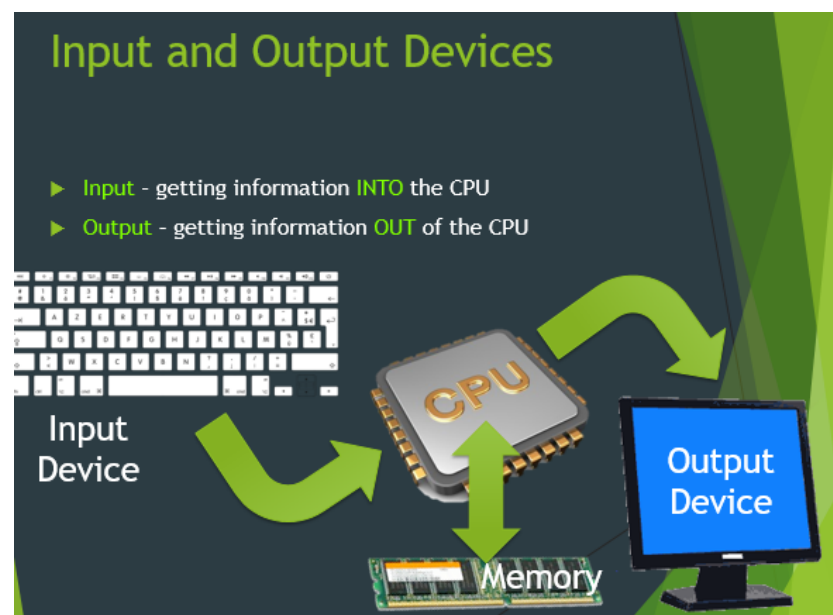 Input and Output Devices
Input - getting information INTO the CPU
Output - getting information OUT of the CPU
A Z E R T Y U I O P
Q S D F G H J K L M
W X C V B N
Input
Device
CPU
Output
Device
Memory